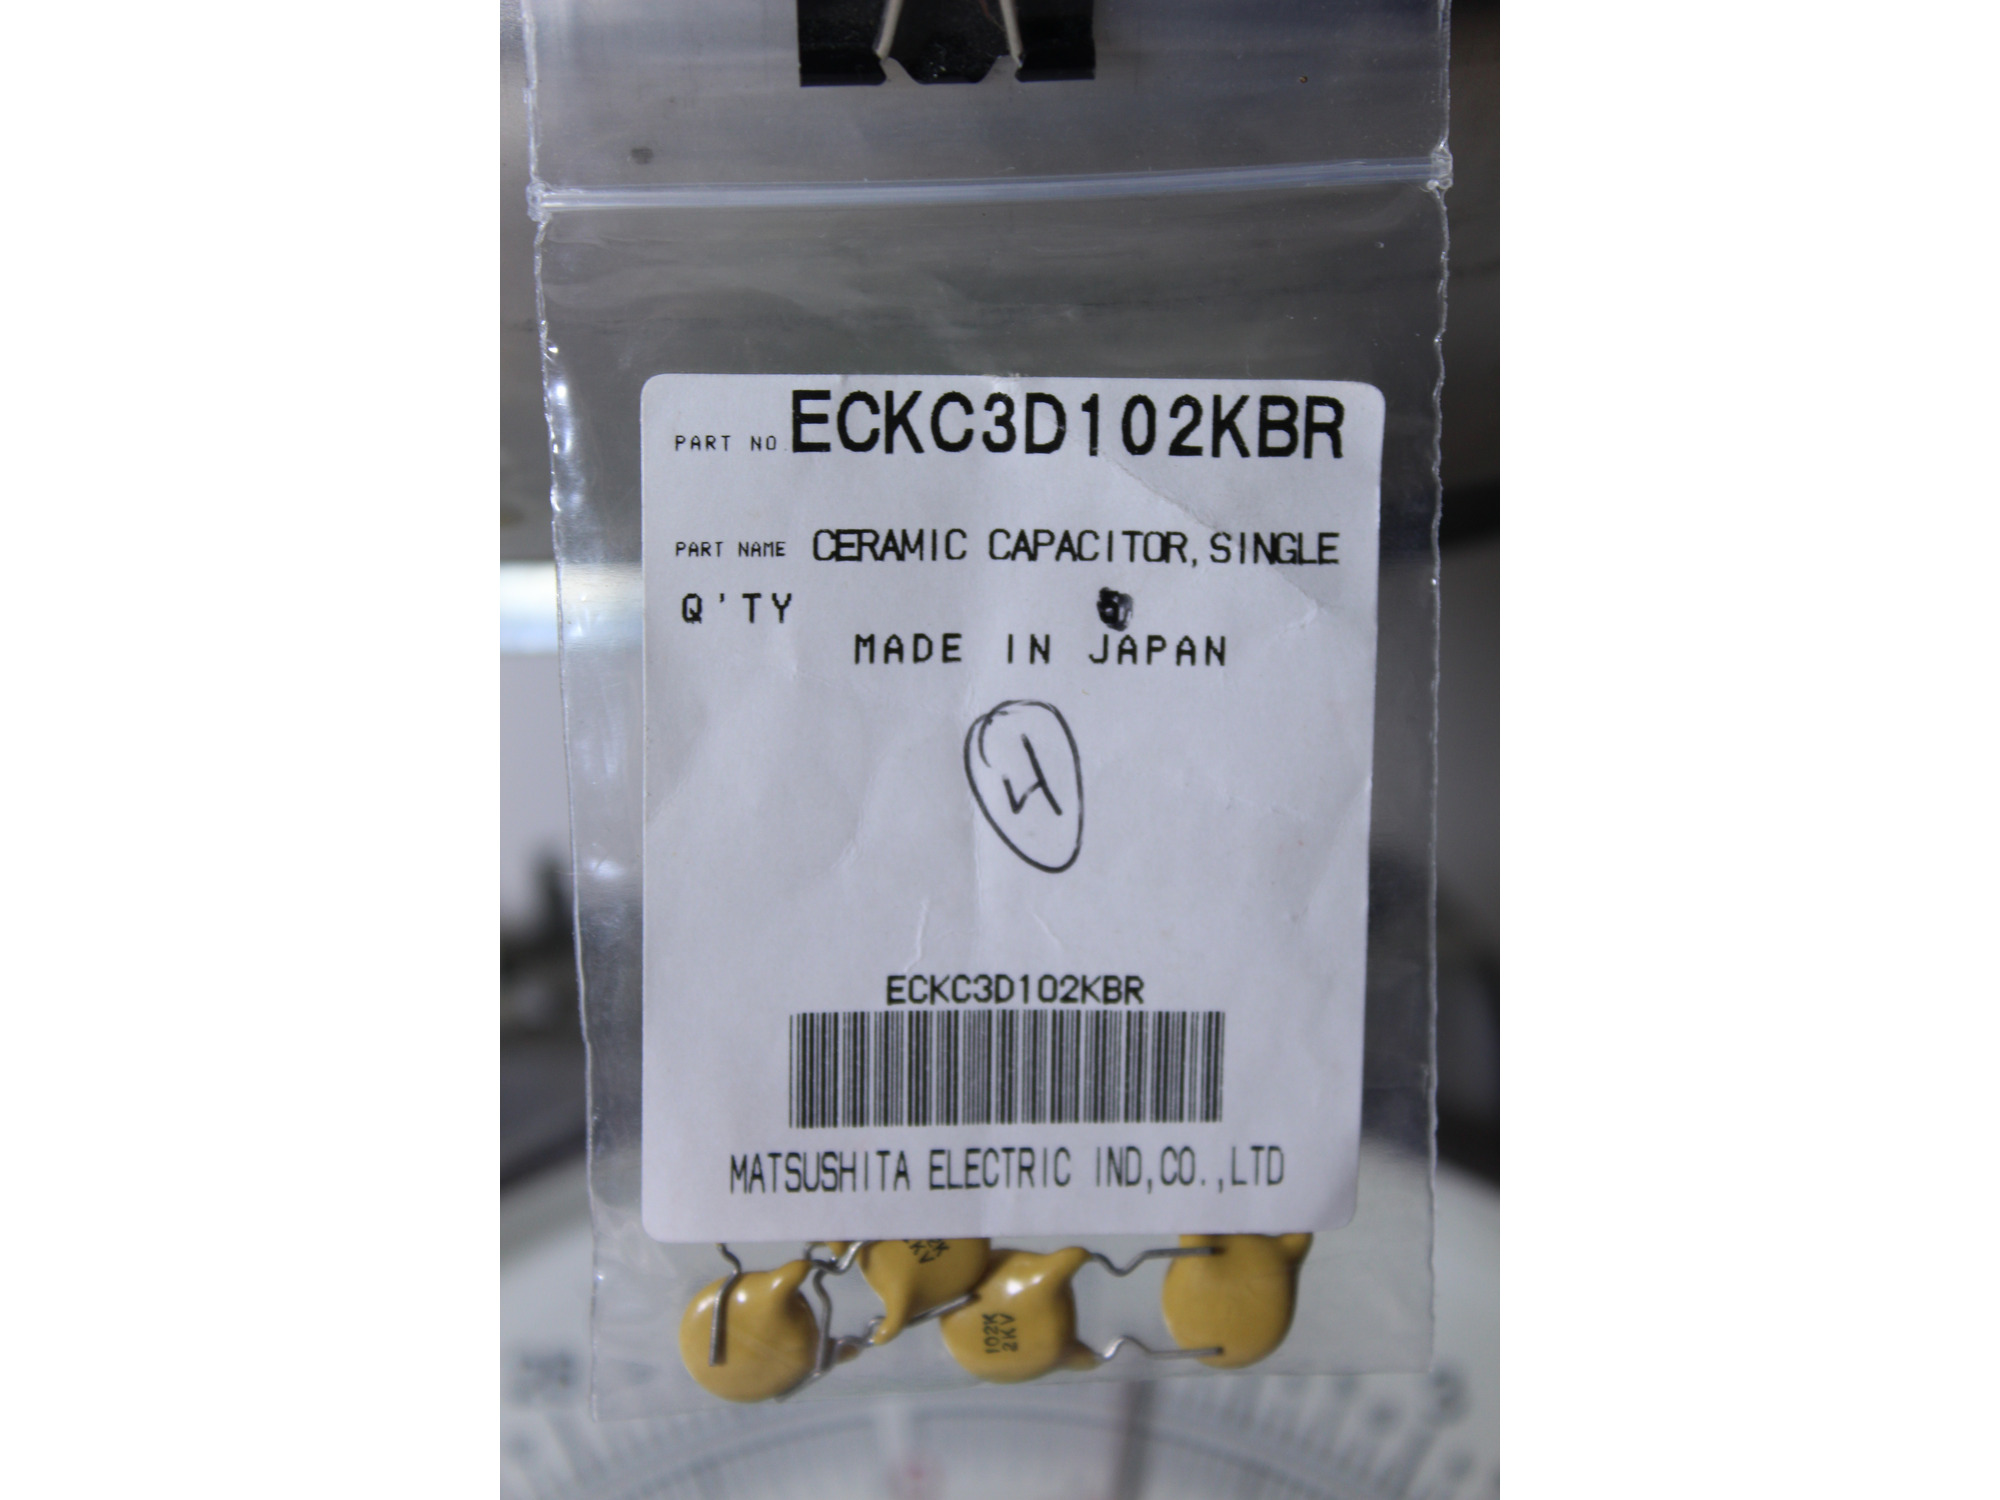 PART NO. ECKC3D102KBR
PART NAME CERAMIC CAPACITOR, SINGLE
Q'TY
MADE IN JAPAN
4
ECKC3D102KBR
MATSUSHITA ELECTRIC IND,CO.,LTD
102K
2KV